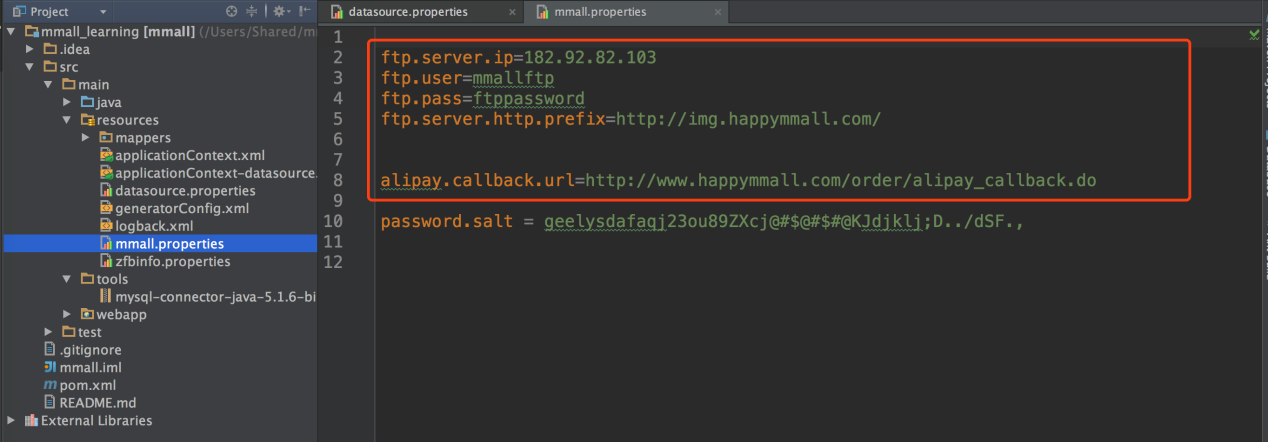 Project
mmall_learning [mmall] (/Users/Shared/m
.idea
src
main
java
resources
mappers
applicationContext.xml
applicationContext-datasource.
datasource.properties
generatorConfig.xml
logback.xml
mmall.properties
zfbinfo.properties
tools
mysql-connector-java-5.1.6-bi
webapp
test
.gitignore
mmall.iml
pom.xml
README.md
External Libraries
datasource.properties
mmall.properties
1
2 ftp.server.ip=182.92.82.103
3 ftp.user=mmallftp
4 ftp.pass=ftppassword
5 ftp.server.http.prefix=http://img.happymmall.com/
6
7
8 alipay.callback.url=http://www.happymmall.com/order/alipay_callback.do
9
10 password.salt = geelysdafaqj23ou89ZXcj@#$@#$#@KJdjklj;D../dSF.,
11
12